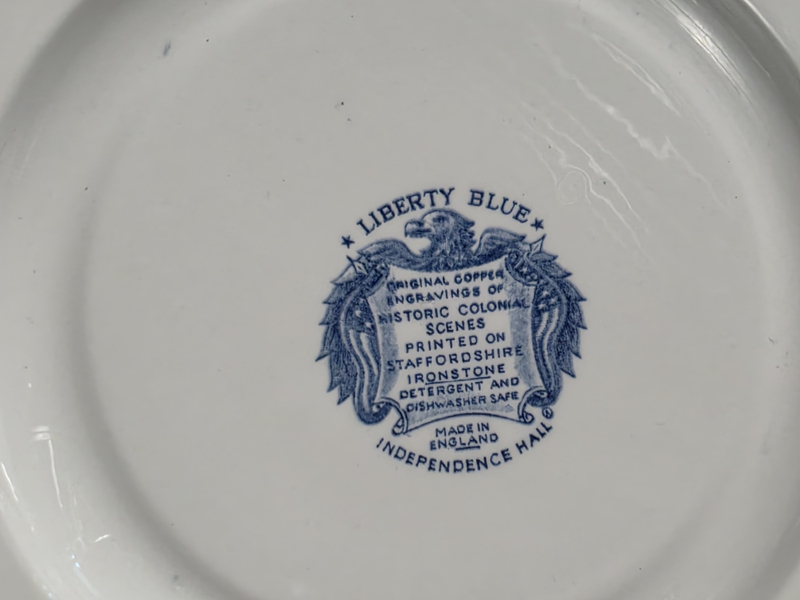 ★ LIBERTY BLUE ★
ORIGINAL COPPER
ENGRAVINGS OF
HISTORIC COLONIAL
SCENES
PRINTED ON
STAFFORDSHIRE
IRONSTONE
DETERGENT AND
DISHWASHER SAFE
MADE IN
ENGLAND
INDEPENDENCE HALL ®